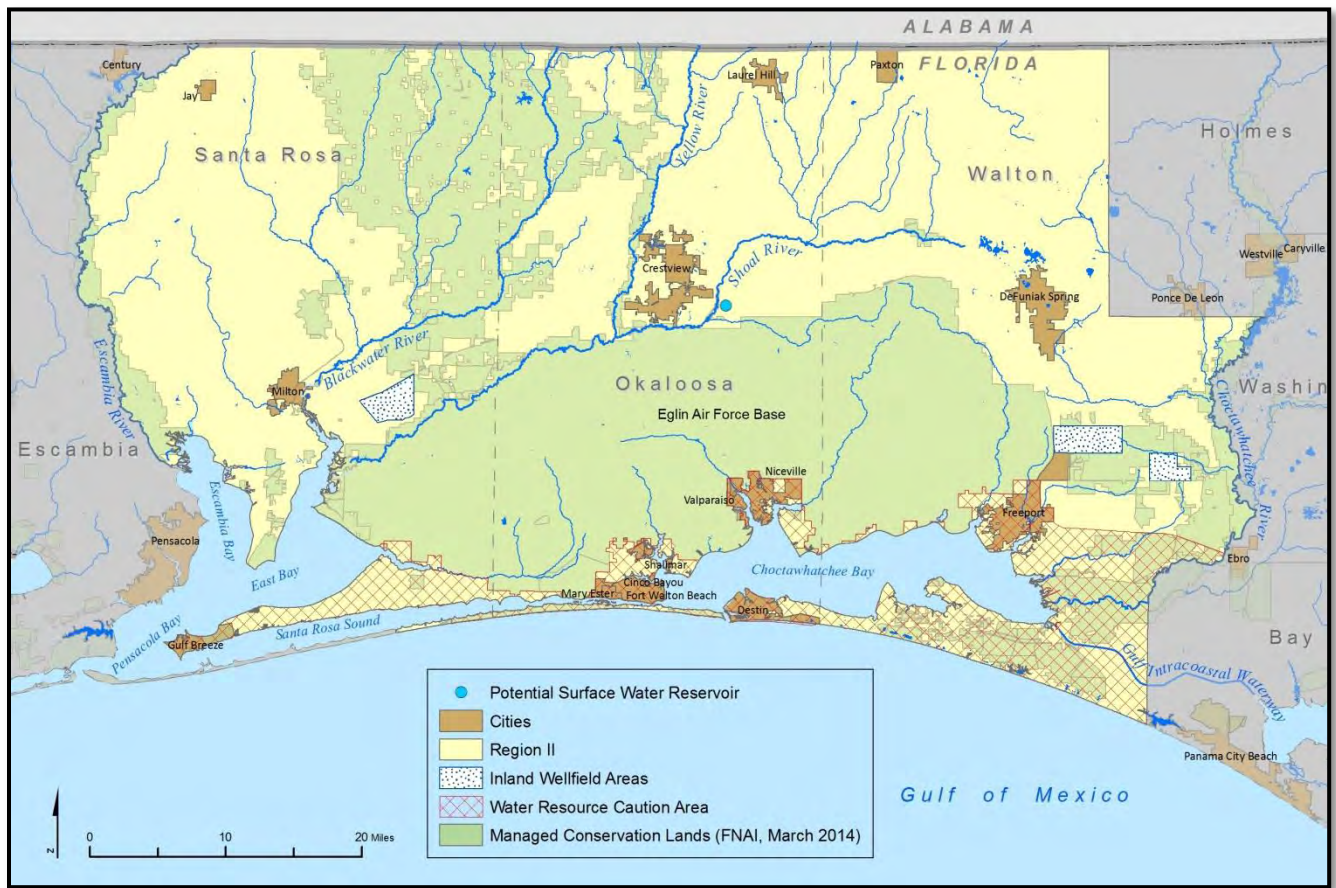 ALABAMA
FLORIDA
Century
Jay
Laurel Hill
Paxton
Holmes
Santa Rosa
Yellow River
Walton
Crestview
Shoal River
Westville
Caryville
DeFuniak Spring
Ponce De Leon
Escambia River
Blackwater River
Milton
Okaloosa
Eglin Air Force Base
Choctawhatchee River
Washin
Escambia
Escambia Bay
Niceville
Valparaiso
Freeport
Pensacola
East Bay
Shalimar
Cinco Bayou
Mary Ester
Fort Walton Beach
Choctawhatchee Bay
Ebro
Destin
Santa Rosa Sound
Pensacola Bay
Gulf Breeze
Bay
Gulf Intracoastal Waterway
Panama City Beach
Gulf of Mexico
Potential Surface Water Reservoir
Cities
Region II
Inland Wellfield Areas
Water Resource Caution Area
Managed Conservation Lands (FNAI, March 2014)
N
0 10 20 Miles